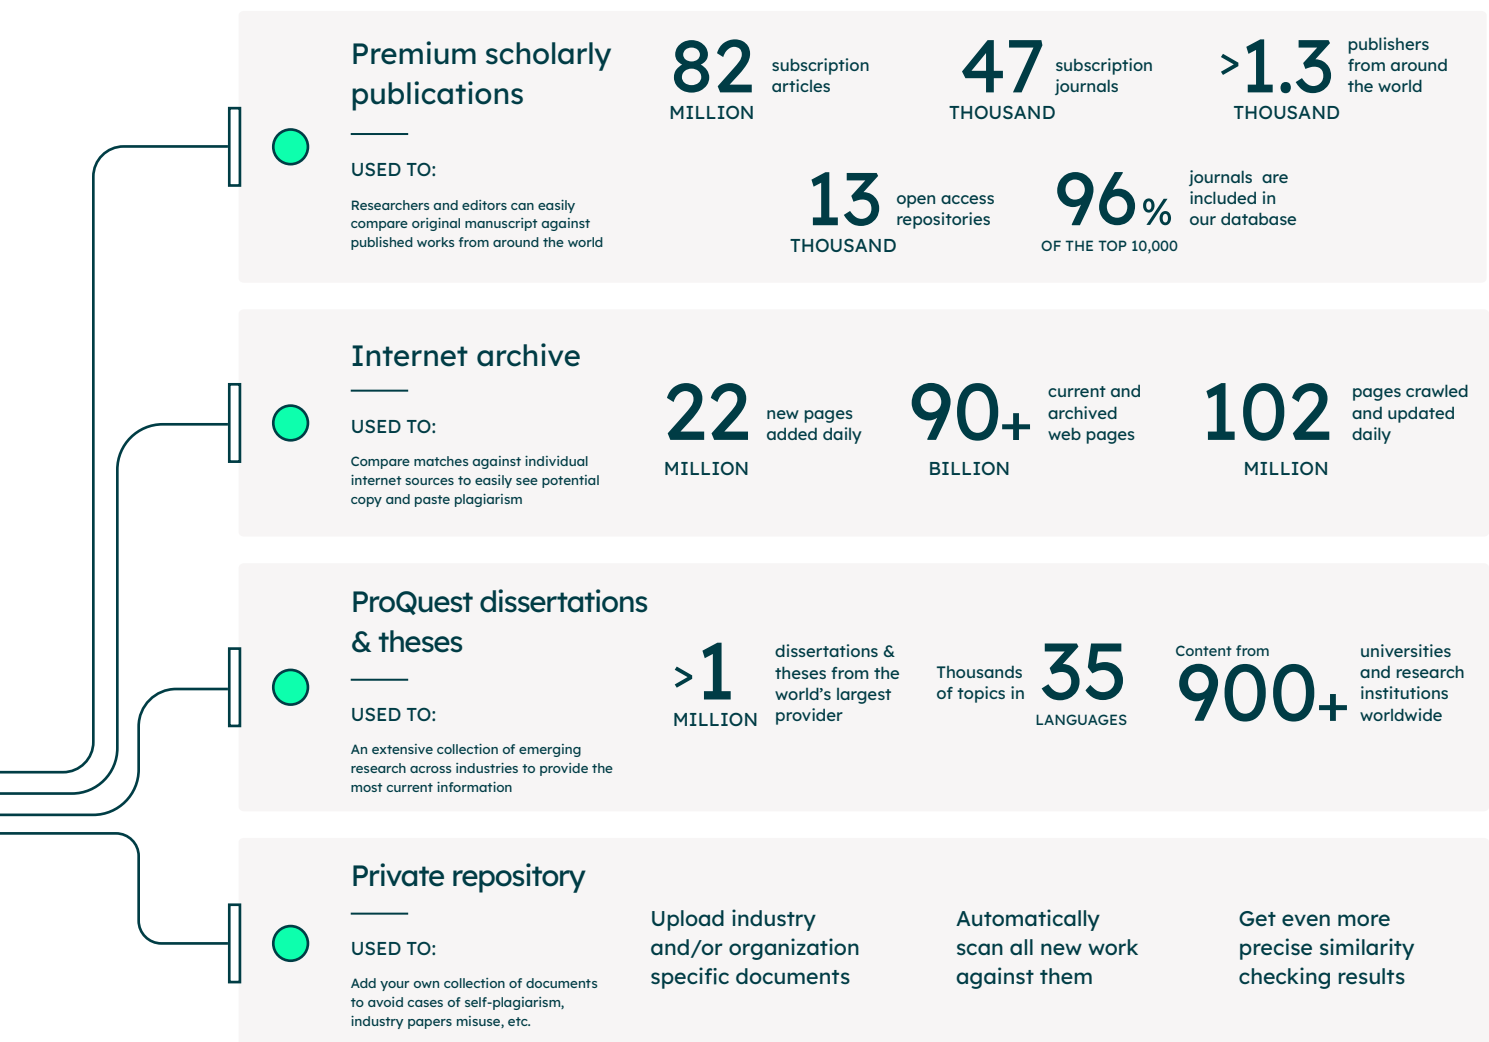 Premium scholarly
publications
USED TO:
Researchers and editors can easily
compare original manuscript against
published works from around the world
82
MILLION
subscription
articles
47
THOUSAND
subscription
journals
>1.3
THOUSAND
publishers
from around
the world
13
THOUSAND
open access
repositories
96%
OF THE TOP 10,000
journals are
included in
our database
Internet archive
USED TO:
Compare matches against individual
internet sources to easily see potential
copy and paste plagiarism
22
MILLION
new pages
added daily
90+
BILLION
current and
archived
web pages
102
MILLION
pages crawled
and updated
daily
ProQuest dissertations
& theses
USED TO:
An extensive collection of emerging
research across industries to provide the
most current information
>1
MILLION
dissertations &
theses from the
world’s largest
provider
Thousands
of topics in
35
LANGUAGES
Content from
900+
universities
and research
institutions
worldwide
Private repository
USED TO:
Add your own collection of documents
to avoid cases of self-plagiarism,
industry papers misuse, etc.
Upload industry
and/or organization
specific documents
Automatically
scan all new work
against them
Get even more
precise similarity
checking results